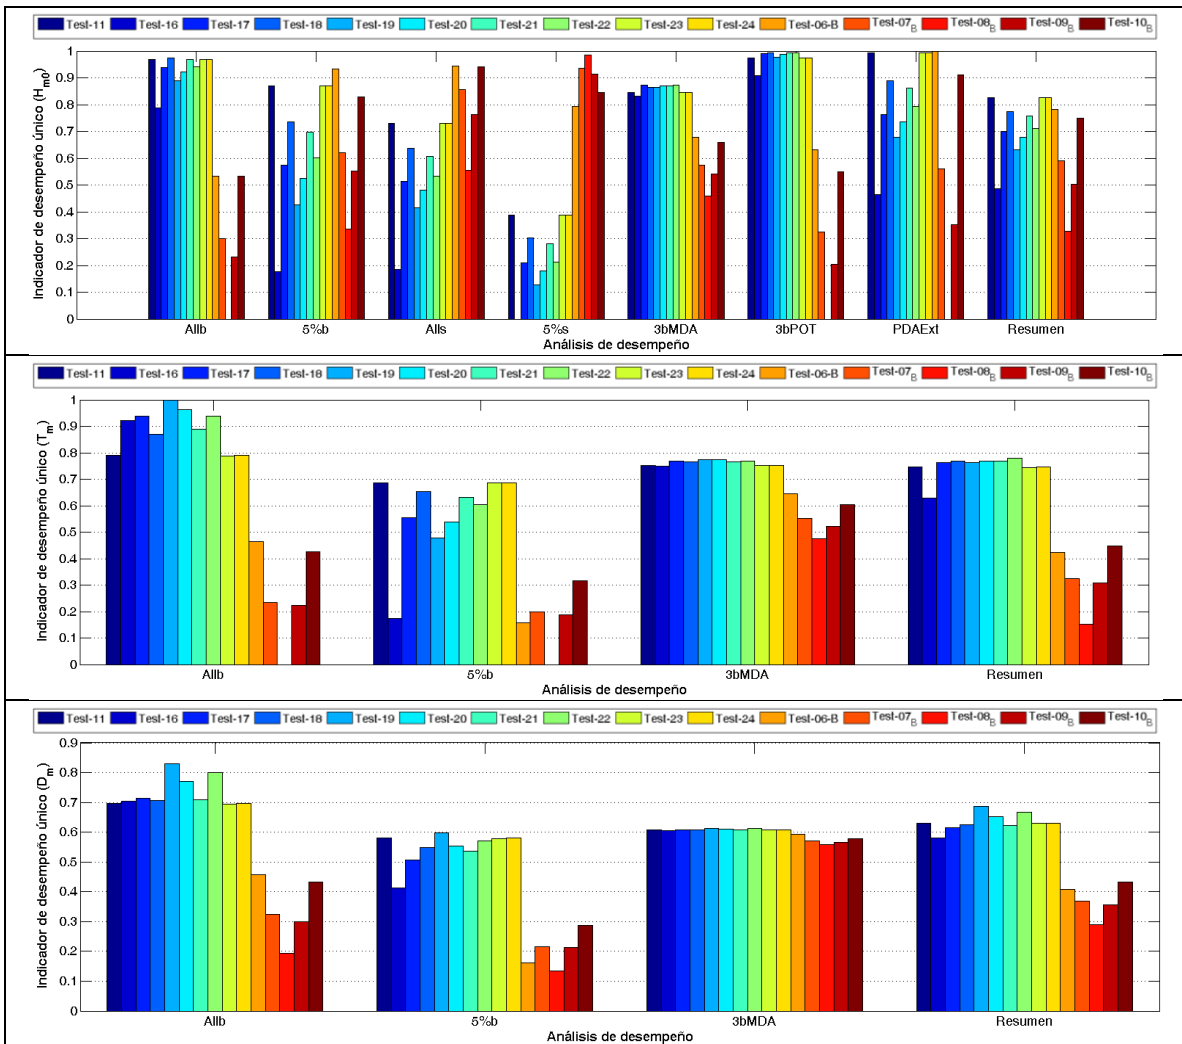 Test-11 Test-16 Test-17 Test-18 Test-19 Test-20 Test-21 Test-22 Test-23 Test-24 Test-06-B Test-07B Test-08B Test-09B Test-10B
Indicador de desempeño único (Hm0)
1
0.9
0.8
0.7
0.6
0.5
0.4
0.3
0.2
0.1
0
Allb 5%b Alls 5%s 3bMDA 3bPOT PDAExt Resumen
Análisis de desempeño
Test-11 Test-16 Test-17 Test-18 Test-19 Test-20 Test-21 Test-22 Test-23 Test-24 Test-06-B Test-07B Test-08B Test-09B Test-10B
Indicador de desempeño único (Tm)
1
0.9
0.8
0.7
0.6
0.5
0.4
0.3
0.2
0.1
0
Allb 5%b 3bMDA Resumen
Análisis de desempeño
Test-11 Test-16 Test-17 Test-18 Test-19 Test-20 Test-21 Test-22 Test-23 Test-24 Test-06-B Test-07B Test-08B Test-09B Test-10B
Indicador de desempeño único (Dm)
0.9
0.8
0.7
0.6
0.5
0.4
0.3
0.2
0.1
0
Allb 5%b 3bMDA Resumen
Análisis de desempeño